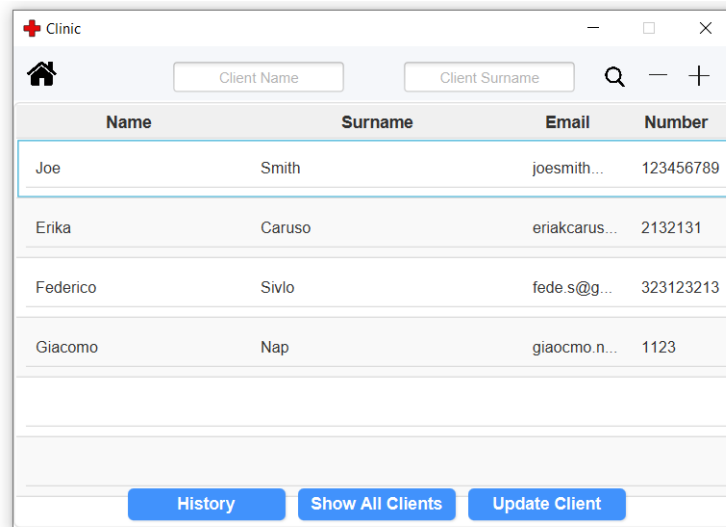 Clinic
Client Name Client Surname
Name Surname Email Number
Joe Smith joesmith... 123456789
Erika Caruso eriakcarus... 2132131
Federico Sivlo fede.s@g... 323123213
Giacomo Nap giaocmo.n... 1123
History Show All Clients Update Client